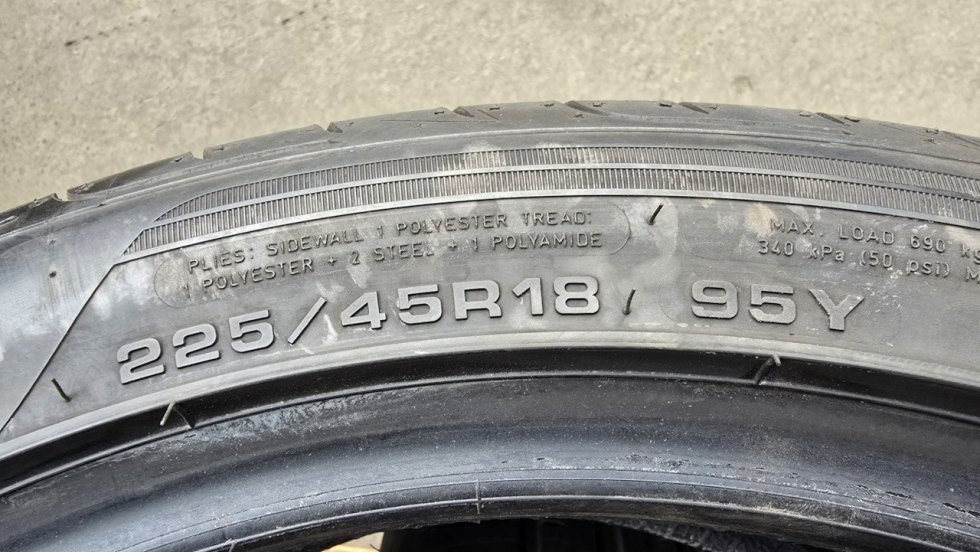 PLIES: SIDEWALL 1 POLYESTER TREAD:
1 POLYESTER + 2 STEEL + 1 POLYAMIDE
MAX. LOAD 690 kg
340 kPa (50 psi)
225/45R18 95Y